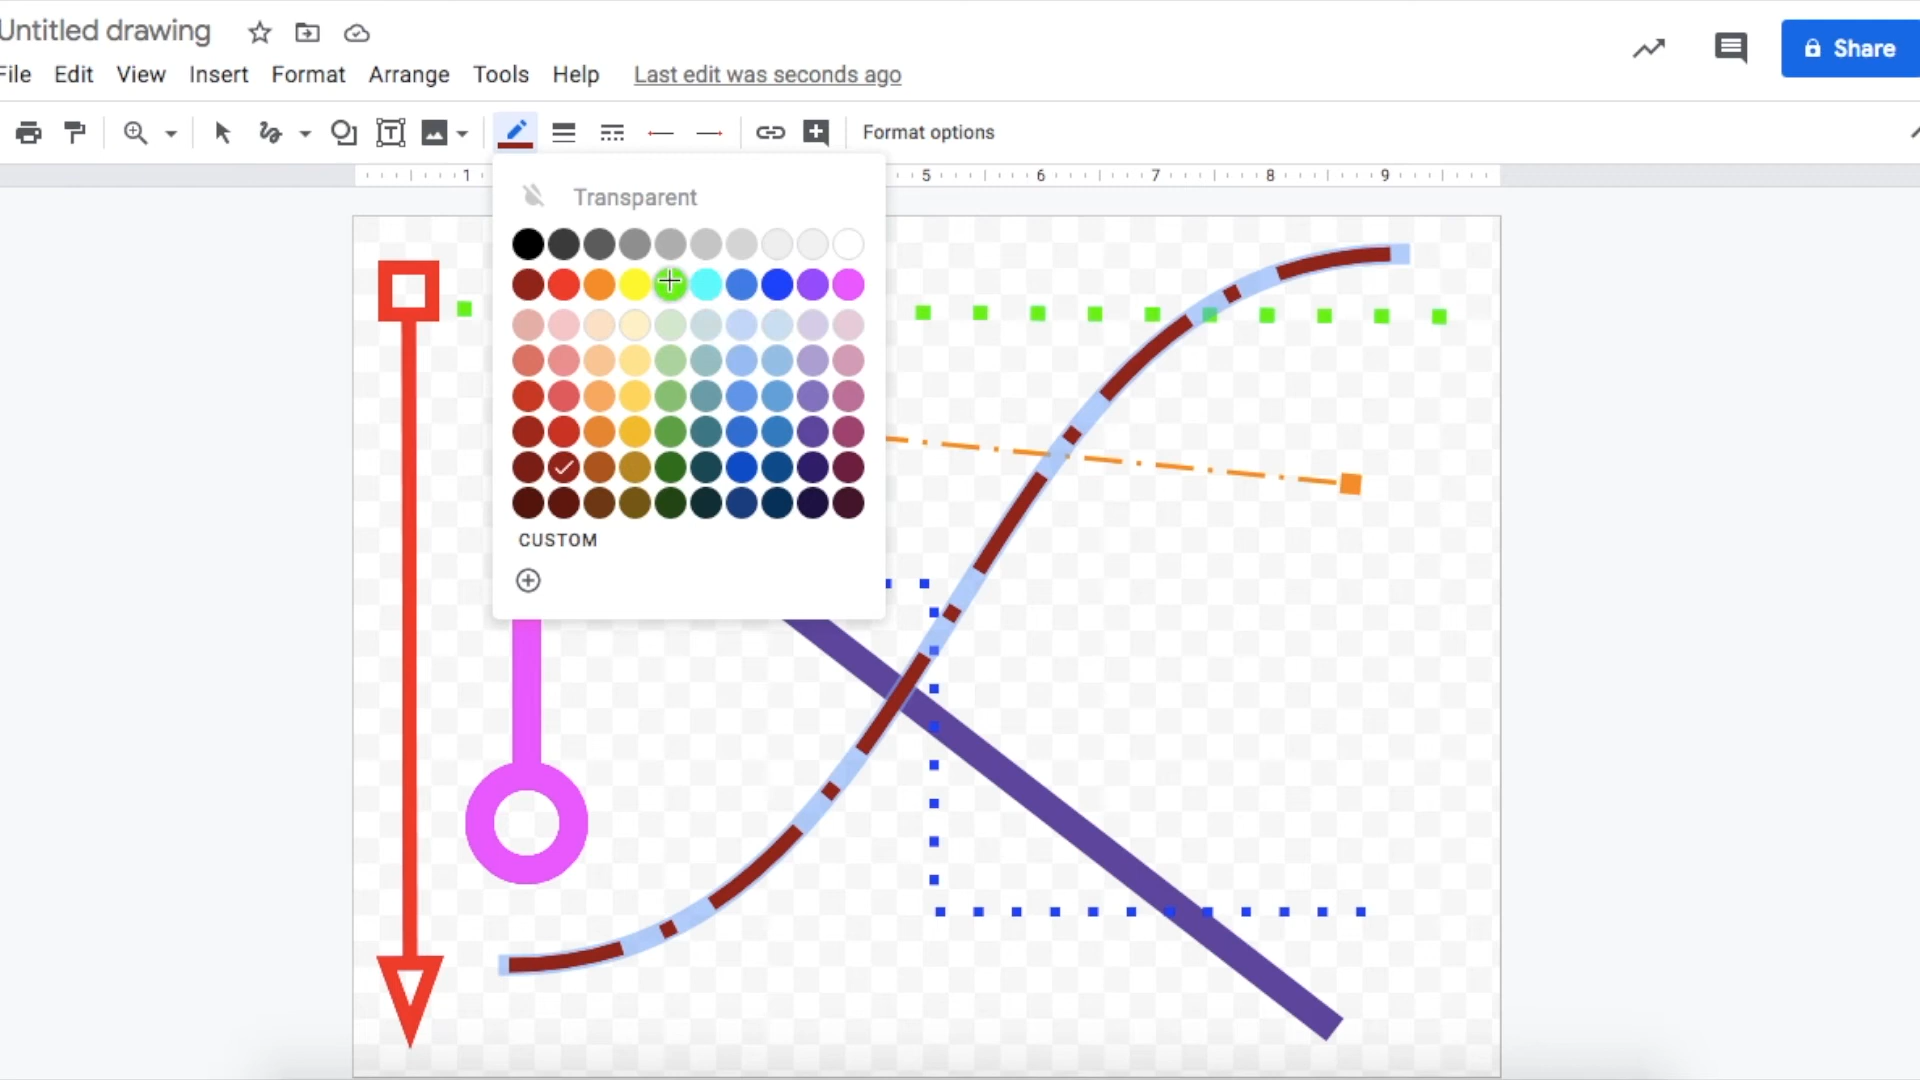 Untitled drawing
File Edit View Insert Format Arrange Tools Help Last edit was seconds ago
Share
Format options
1 5 6 7 8 9
Transparent
CUSTOM